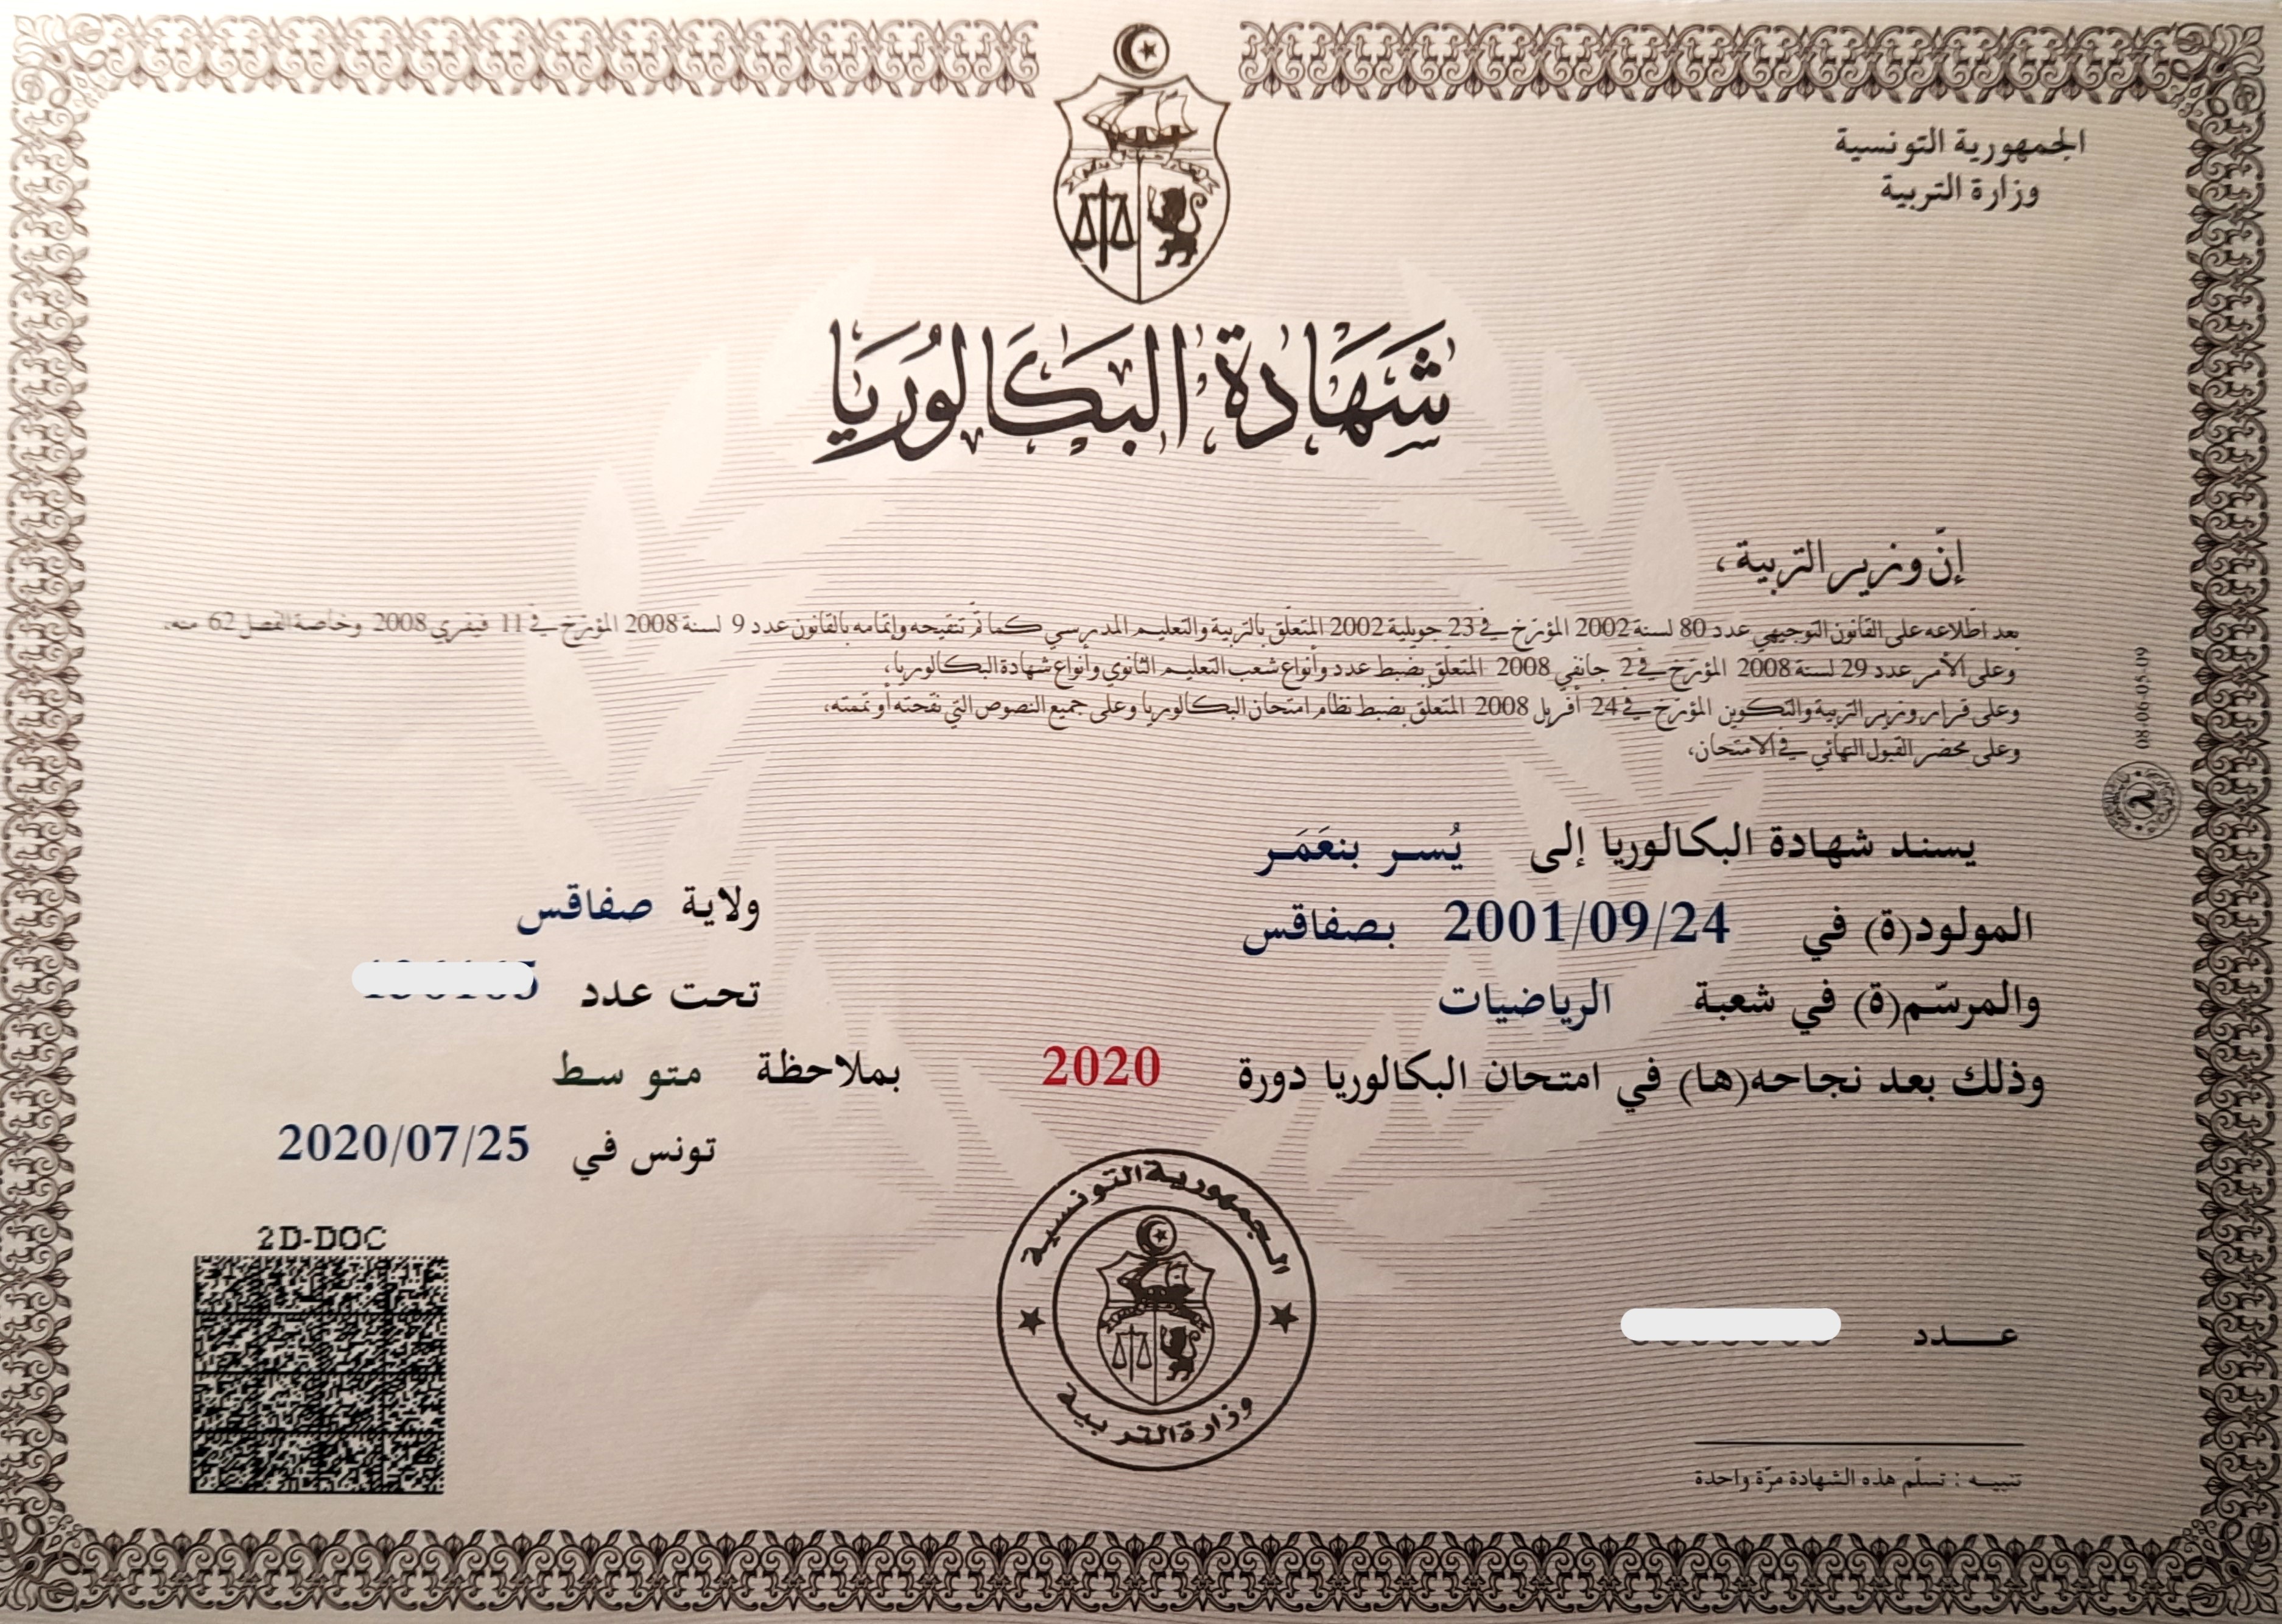 الجمهورية التونسية
وزارة التربية
شَهَادَةُ البَكَالُورِيَا
إنّ وزير التربية،
بعد اطّلاعه على القانون التوجيهي عدد 80 لسنة 2002 المؤرّخ في 23 جويلية 2002 المتعلّق بالتربية والتعليم المدرسي كما تمّ تنقيحه وإتمامه بالقانون عدد 9 لسنة 2008 المؤرّخ في 11 فيفري 2008 وخاصة الفصل 62 منه،
وعلى الأمر عدد 29 لسنة 2008 المؤرّخ في 2 جانفي 2008 المتعلّق بضبط عدد وأنواع شعب التعليم الثانوي وأنواع شهادة البكالوريا،
وعلى قرار وزير التربية والتكوين المؤرّخ في 24 أفريل 2008 المتعلّق بضبط نظام امتحان البكالوريا وعلى جميع النصوص التي نقّحته أو تمّمته،
وعلى محضر القبول النهائي في الامتحان،
08-06-05-09
يسند شهادة البكالوريا إلى يُسر بنعَمَر
المولود(ة) في 2001/09/24 بصفاقس ولاية صفاقس
والمرسّم(ة) في شعبة الرياضيات تحت عدد
وذلك بعد نجاحه(ها) في امتحان البكالوريا دورة 2020 بملاحظة متوسط
تونس في 2020/07/25
2D-DOC
الجمهورية التونسية
وزارة التربية
عدد
تنبيه : تسلّم هذه الشهادة مرّة واحدة